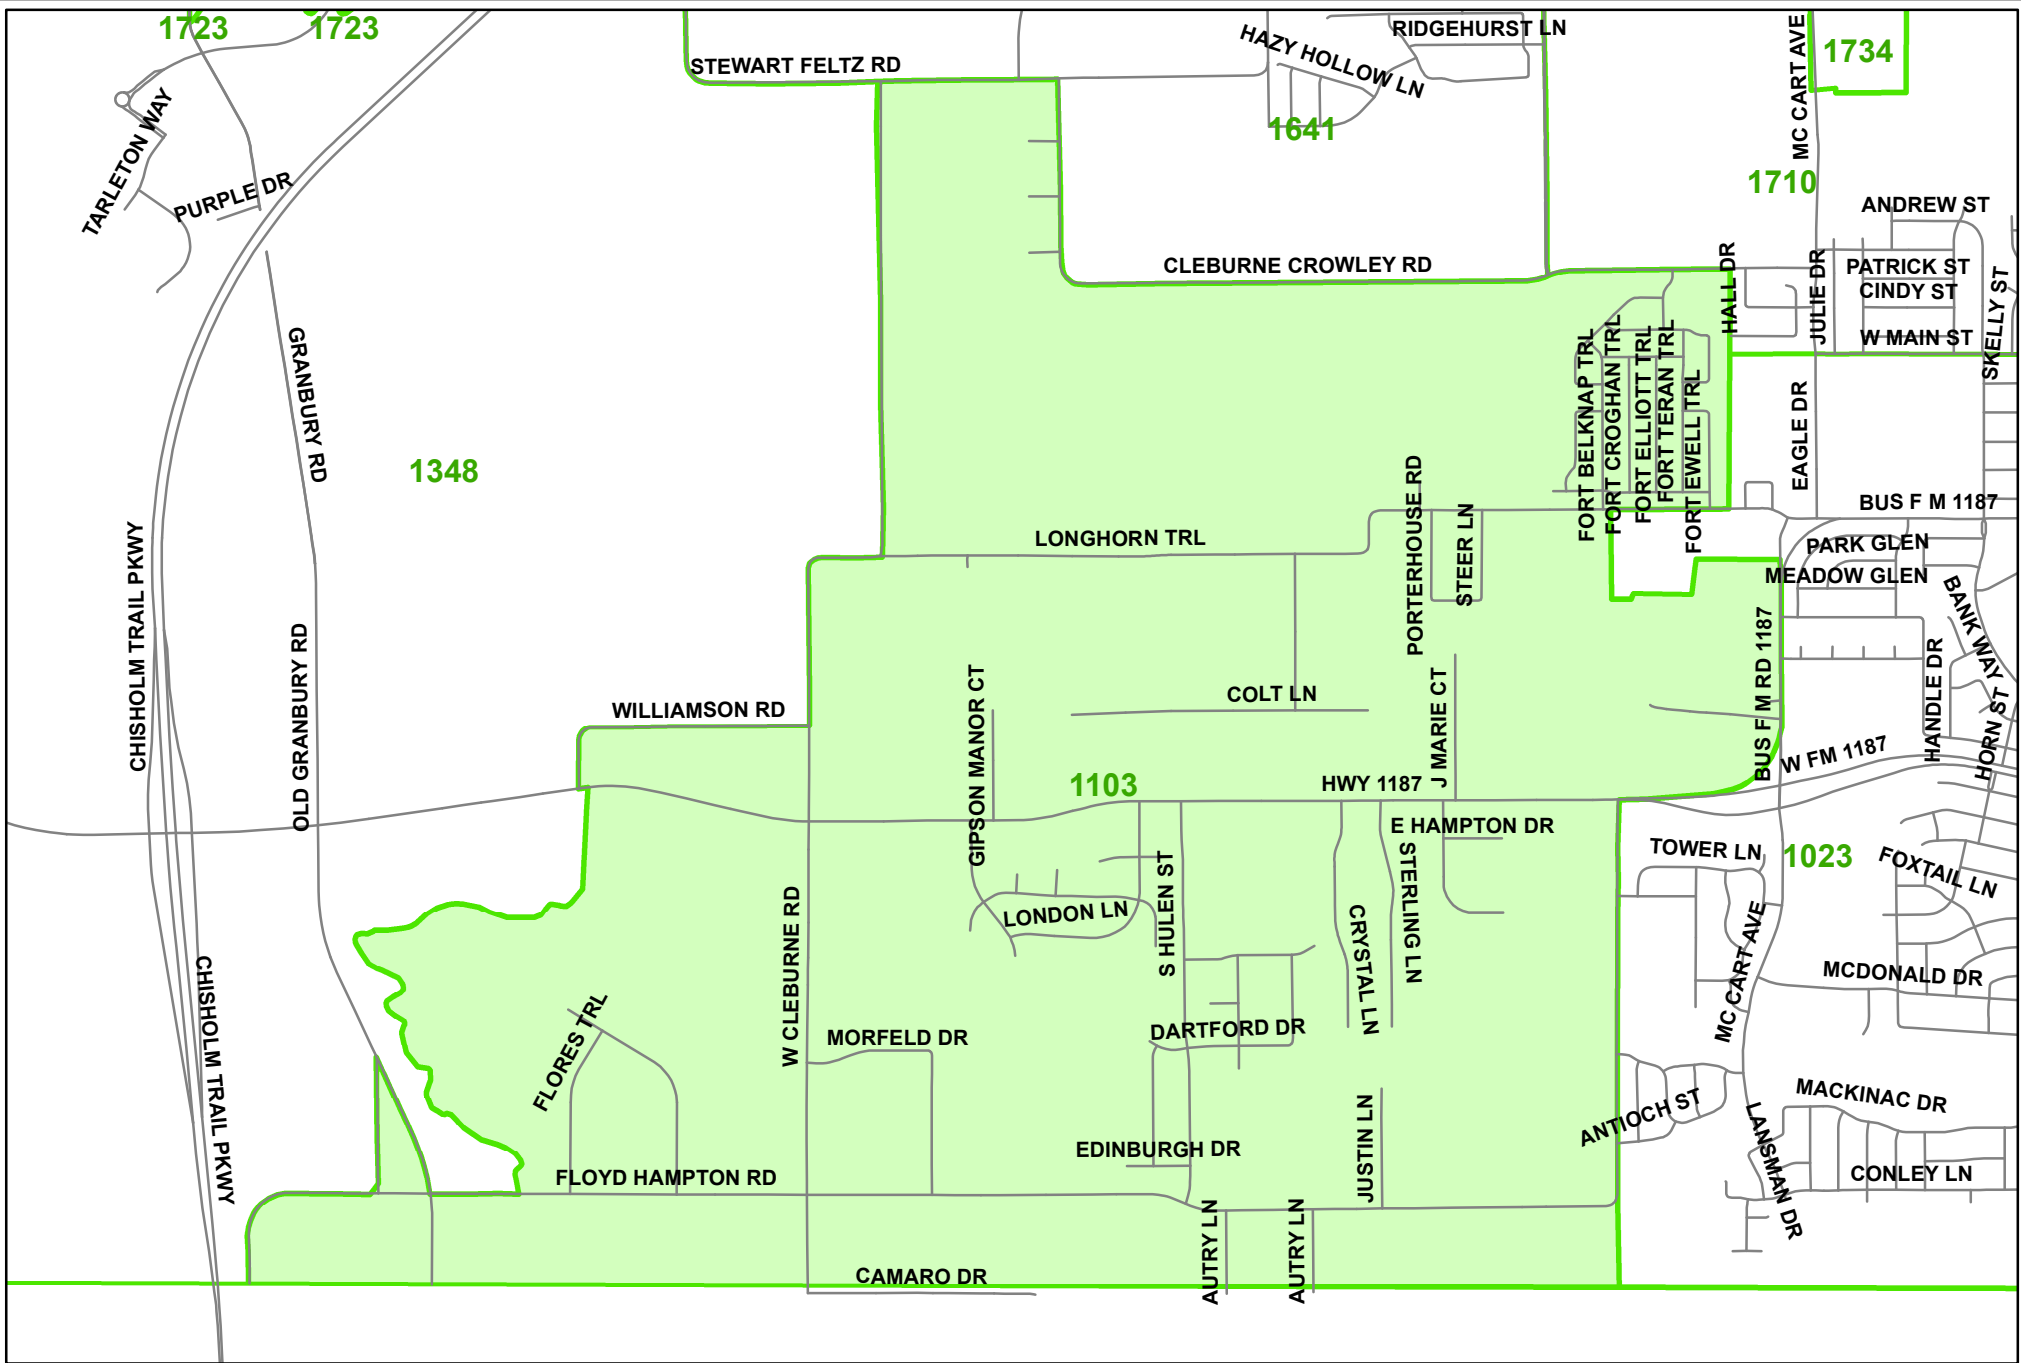 1723
1723
RIDGEHURST LN
HAZY HOLLOW LN
MC CART AVE
1734
STEWART FELTZ RD
TARLETON WAY
1641
PURPLE DR
1710
ANDREW ST
CLEBURNE CROWLEY RD
HALL DR
JULIE DR
PATRICK ST
CINDY ST
SKELLY ST
W MAIN ST
GRANBURY RD
FORT BELKNAP TRL
FORT CROGHAN TRL
FORT ELLIOTT TRL
FORT TERAN TRL
FORT EWELL TRL
EAGLE DR
1348
PORTERHOUSE RD
STEER LN
BUS F M 1187
LONGHORN TRL
PARK GLEN
MEADOW GLEN
BANK WAY
CHISHOLM TRAIL PKWY
OLD GRANBURY RD
BUS F M RD 1187
HANDLE DR
HORN ST
WILLIAMSON RD
GIPSON MANOR CT
COLT LN
J MARIE CT
W FM 1187
1103
HWY 1187
E HAMPTON DR
TOWER LN
1023
FOXTAIL LN
STERLING LN
CRYSTAL LN
S HULEN ST
LONDON LN
W CLEBURNE RD
MC CART AVE
MCDONALD DR
CHISHOLM TRAIL PKWY
FLORES TRL
MORFELD DR
DARTFORD DR
ANTIOCH ST
MACKINAC DR
LANSMAN DR
JUSTIN LN
EDINBURGH DR
FLOYD HAMPTON RD
CONLEY LN
AUTRY LN
AUTRY LN
CAMARO DR